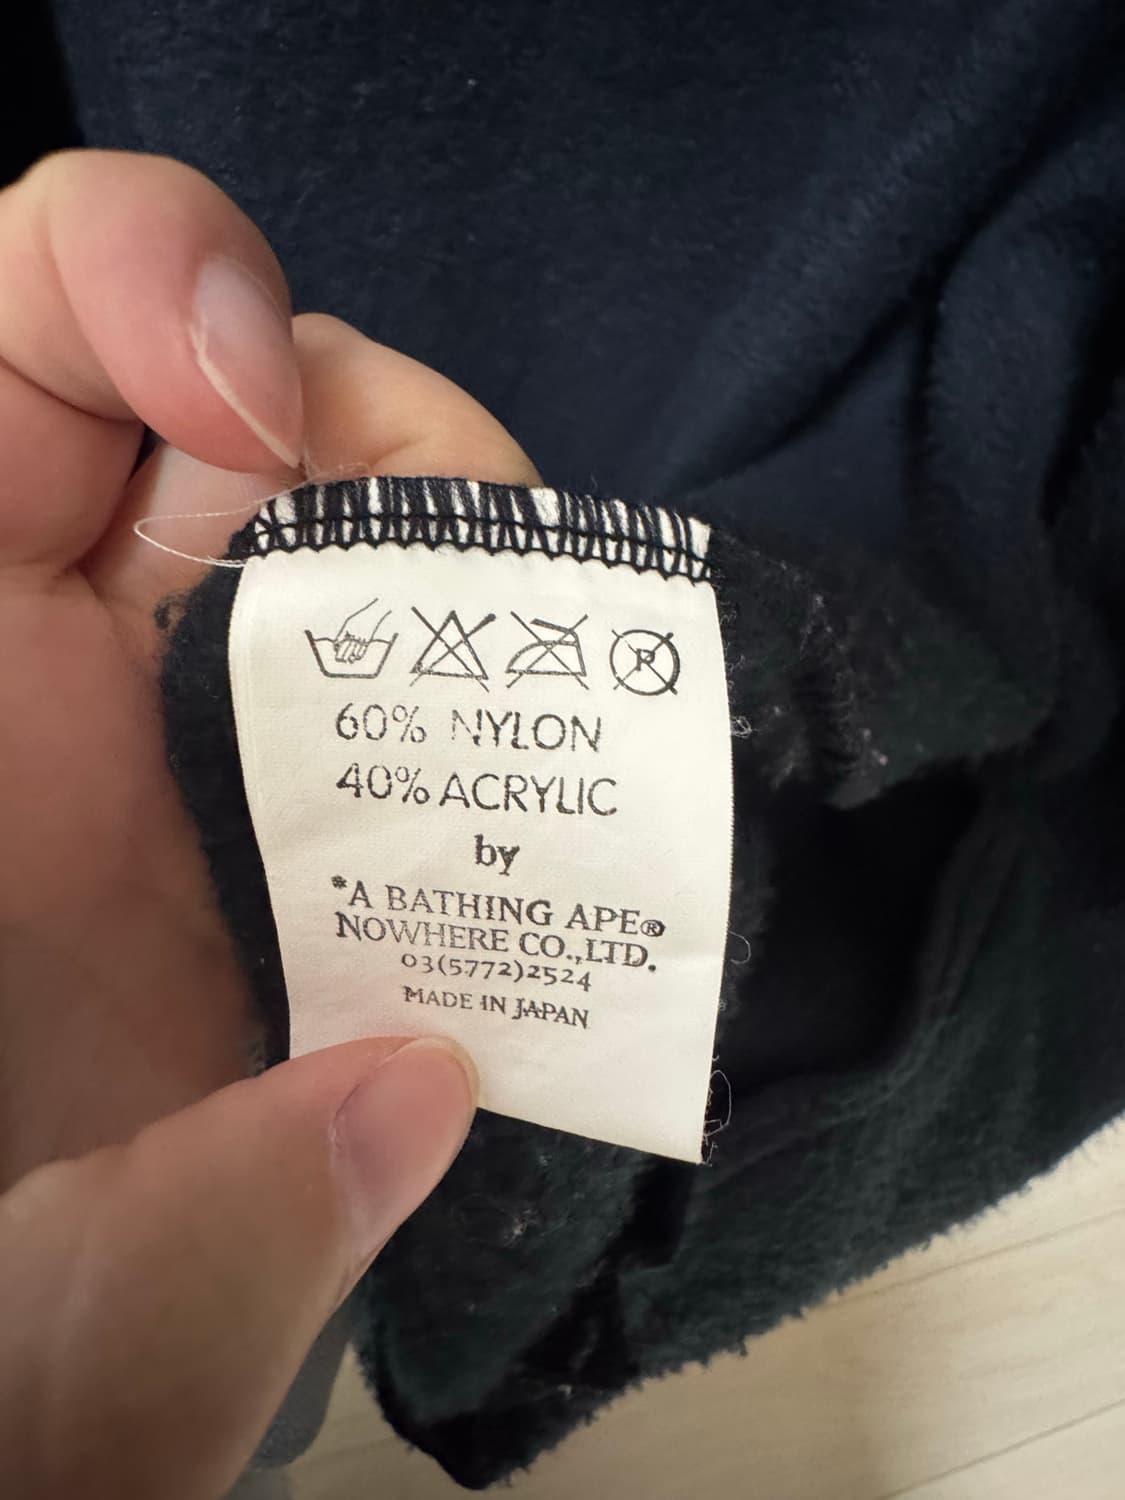 P
60% NYLON
40% ACRYLIC
by
*A BATHING APE®
NOWHERE CO.,LTD.
03(5772)2524
MADE IN JAPAN